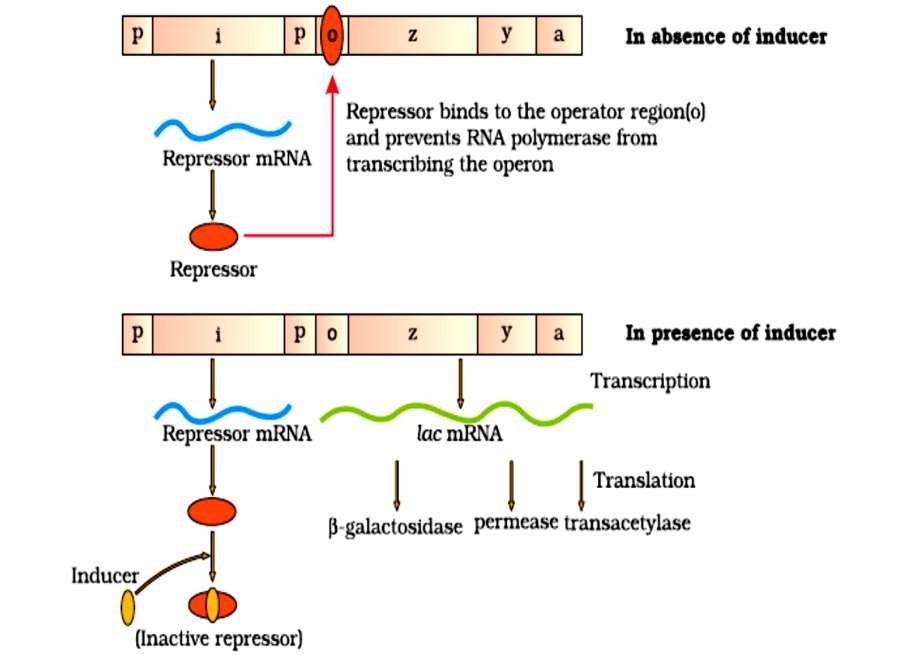 p i p o z y a In absence of inducer
Repressor binds to the operator region(o)
and prevents RNA polymerase from
transcribing the operon
Repressor mRNA
Repressor
p i p o z y a In presence of inducer
Transcription
Repressor mRNA lac mRNA
Translation
β-galactosidase permease transacetylase
Inducer
(Inactive repressor)